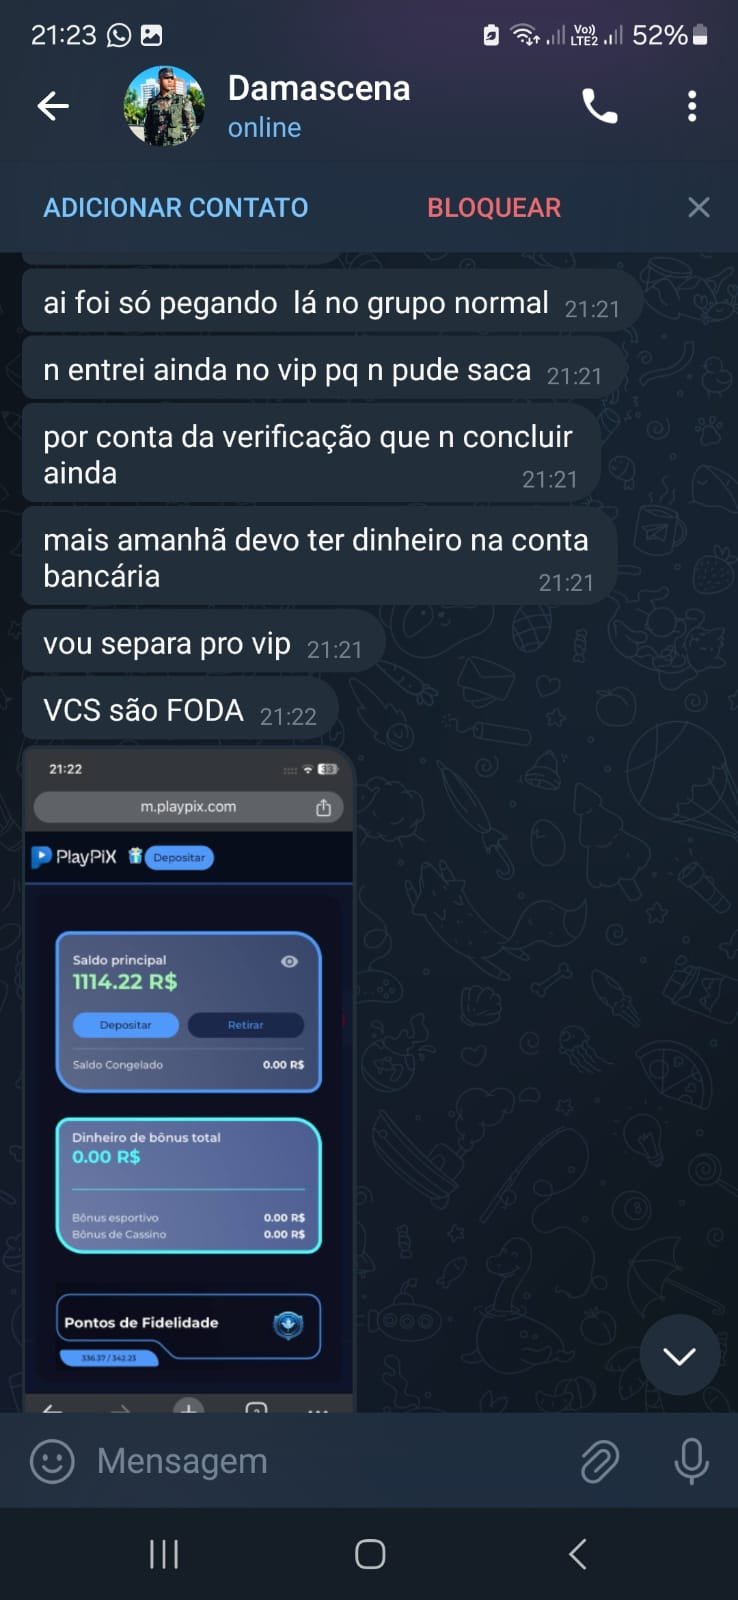 21:23
Vo))
LTE2
52%
Damascena
online
ADICIONAR CONTATO
BLOQUEAR
ai foi só pegando lá no grupo normal 21:21
n entrei ainda no vip pq n pude saca 21:21
por conta da verificação que n concluir
ainda 21:21
mais amanhã devo ter dinheiro na conta
bancária 21:21
vou separa pro vip 21:21
VCS são FODA 21:22
21:22
33
m.playpix.com
PlayPiX
Depositar
Saldo principal
1114.22 R$
Depositar
Retirar
Saldo Congelado 0.00 R$
Dinheiro de bônus total
0.00 R$
Bônus esportivo 0.00 R$
Bônus de Cassino 0.00 R$
Pontos de Fidelidade
336.37 / 342.23
Mensagem